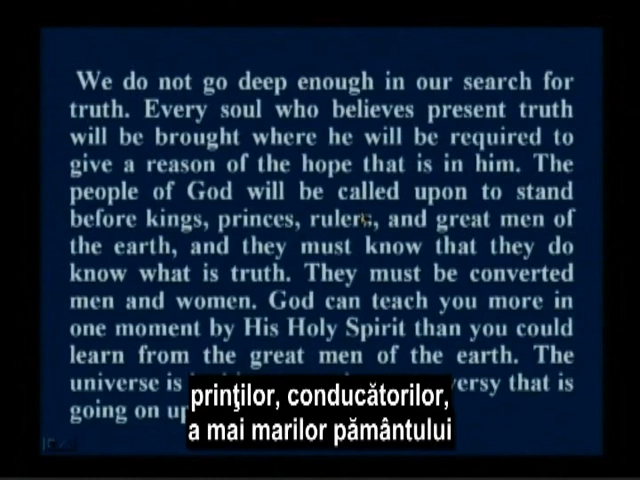 We do not go deep enough in our search for
truth. Every soul who believes present truth
will be brought where he will be required to
give a reason of the hope that is in him. The
people of God will be called upon to stand
before kings, princes, rulers, and great men of
the earth, and they must know that they do
know what is truth. They must be converted
men and women. God can teach you more in
one moment by His Holy Spirit than you could
learn from the great men of the earth. The
universe is versy that is
going on up
prinţilor, conducătorilor,
a mai marilor pământului